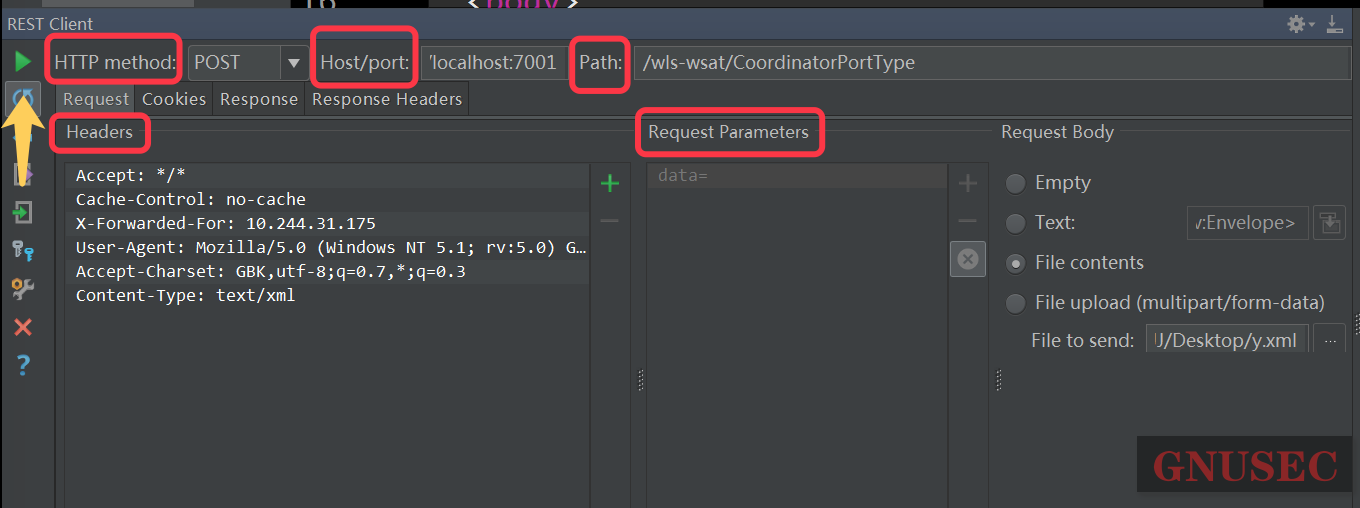 <body>
REST Client
HTTP method: POST Host/port: /localhost:7001 Path: /wls-wsat/CoordinatorPortType
Request Cookies Response Response Headers
Headers
Accept: */*
Cache-Control: no-cache
X-Forwarded-For: 10.244.31.175
User-Agent: Mozilla/5.0 (Windows NT 5.1; rv:5.0) G…
Accept-Charset: GBK,utf-8;q=0.7,*;q=0.3
Content-Type: text/xml
Request Parameters
data=
Request Body
Empty
Text: v:Envelope>
File contents
File upload (multipart/form-data)
File to send: J/Desktop/y.xml ...
GNUSEC